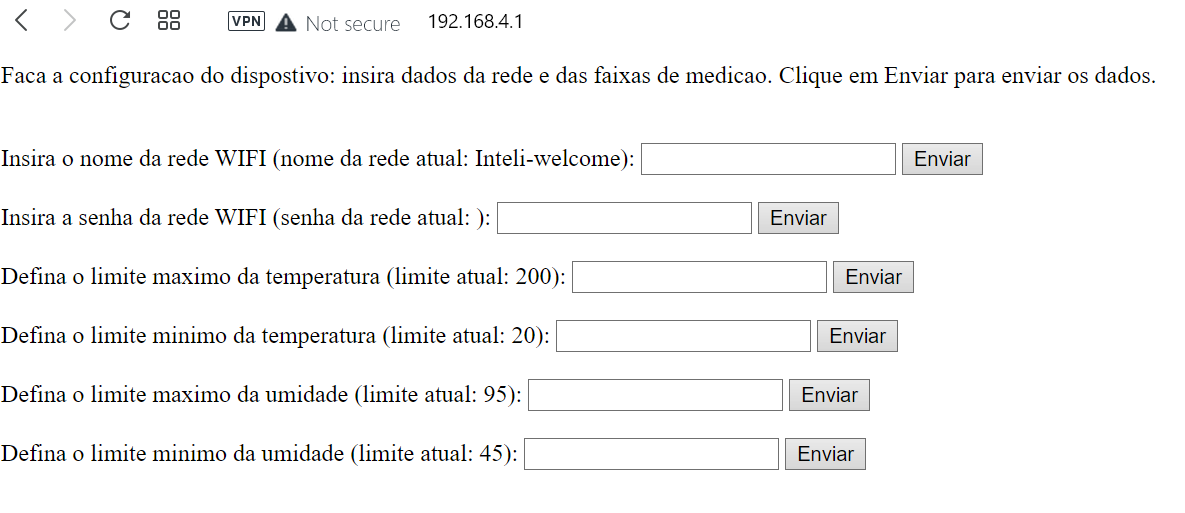 VPN Not secure 192.168.4.1
Faca a configuracao do dispostivo: insira dados da rede e das faixas de medicao. Clique em Enviar para enviar os dados.
Insira o nome da rede WIFI (nome da rede atual: Inteli-welcome): Enviar
Insira a senha da rede WIFI (senha da rede atual: ): Enviar
Defina o limite maximo da temperatura (limite atual: 200): Enviar
Defina o limite minimo da temperatura (limite atual: 20): Enviar
Defina o limite maximo da umidade (limite atual: 95): Enviar
Defina o limite minimo da umidade (limite atual: 45): Enviar